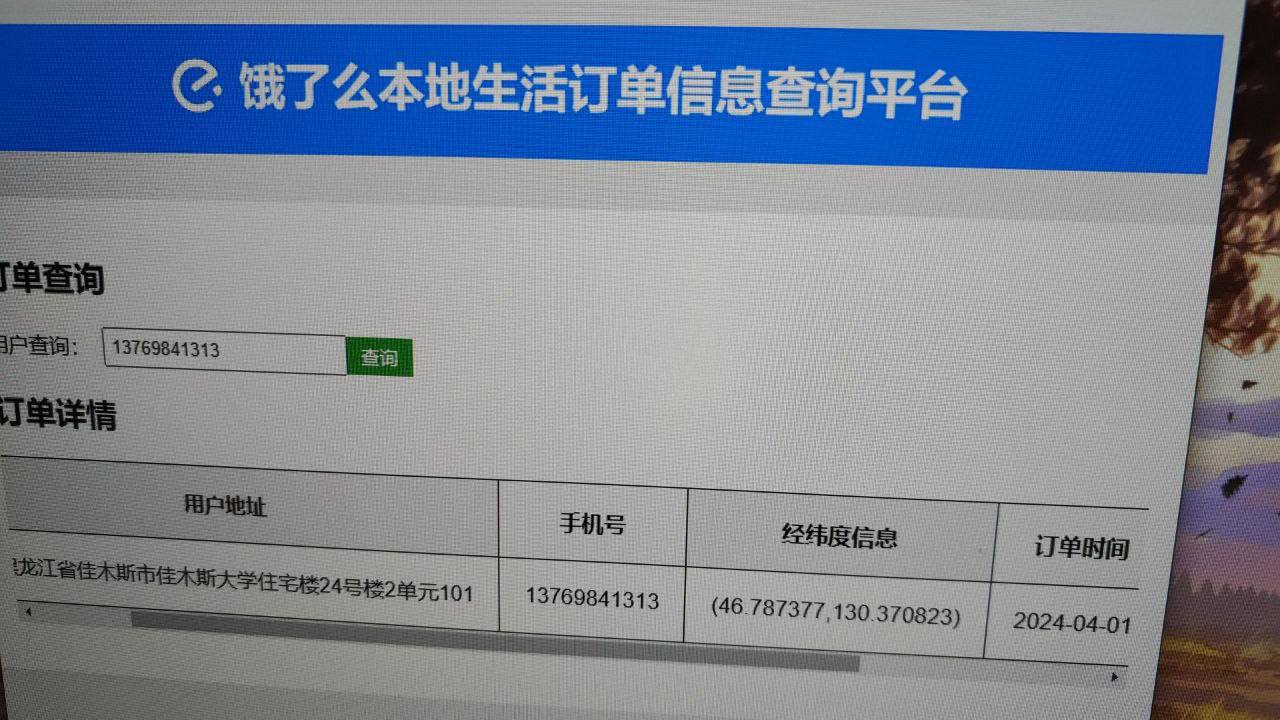 饿了么本地生活订单信息查询平台
订单查询
用户查询: 13769841313 查询
订单详情
用户地址 手机号 经纬度信息 订单时间
龙江省佳木斯市佳木斯大学住宅楼24号楼2单元101 13769841313 (46.787377,130.370823) 2024-04-01